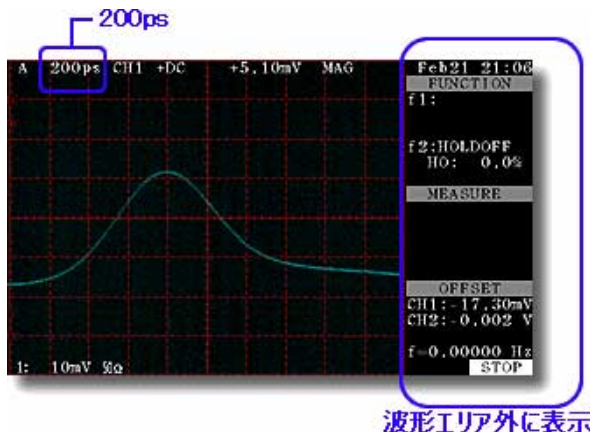 200ps
A 200ps CH1 +DC +5.10mV MAG
Feb21 21:06
FUNCTION
f1:
f2:HOLDOFF
HO: 0.0%
MEASURE
OFFSET
CH1:-17.30mV
CH2:-0.002 V
f=0.00000 Hz
STOP
1: 10mV 50Ω
波形エリア外に表示